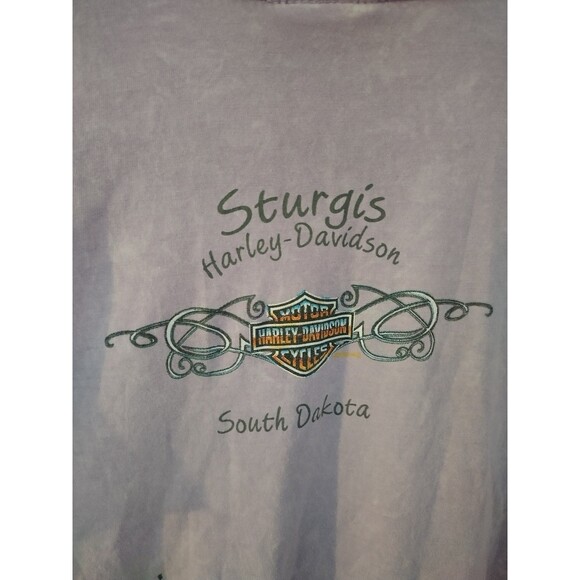 Sturgis
Harley-Davidson
MOTOR
HARLEY-DAVIDSON
CYCLES
South Dakota